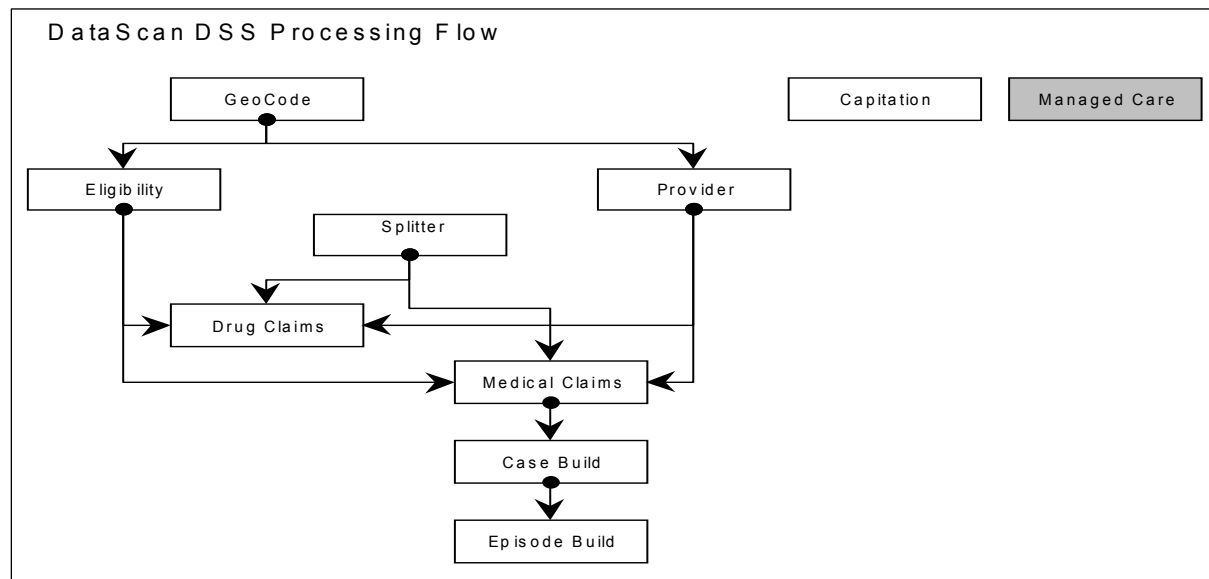 DataScan DSS Processing Flow
GeoCode
Capitation
Managed Care
Eligibility
Provider
Splitter
Drug Claims
Medical Claims
Case Build
Episode Build